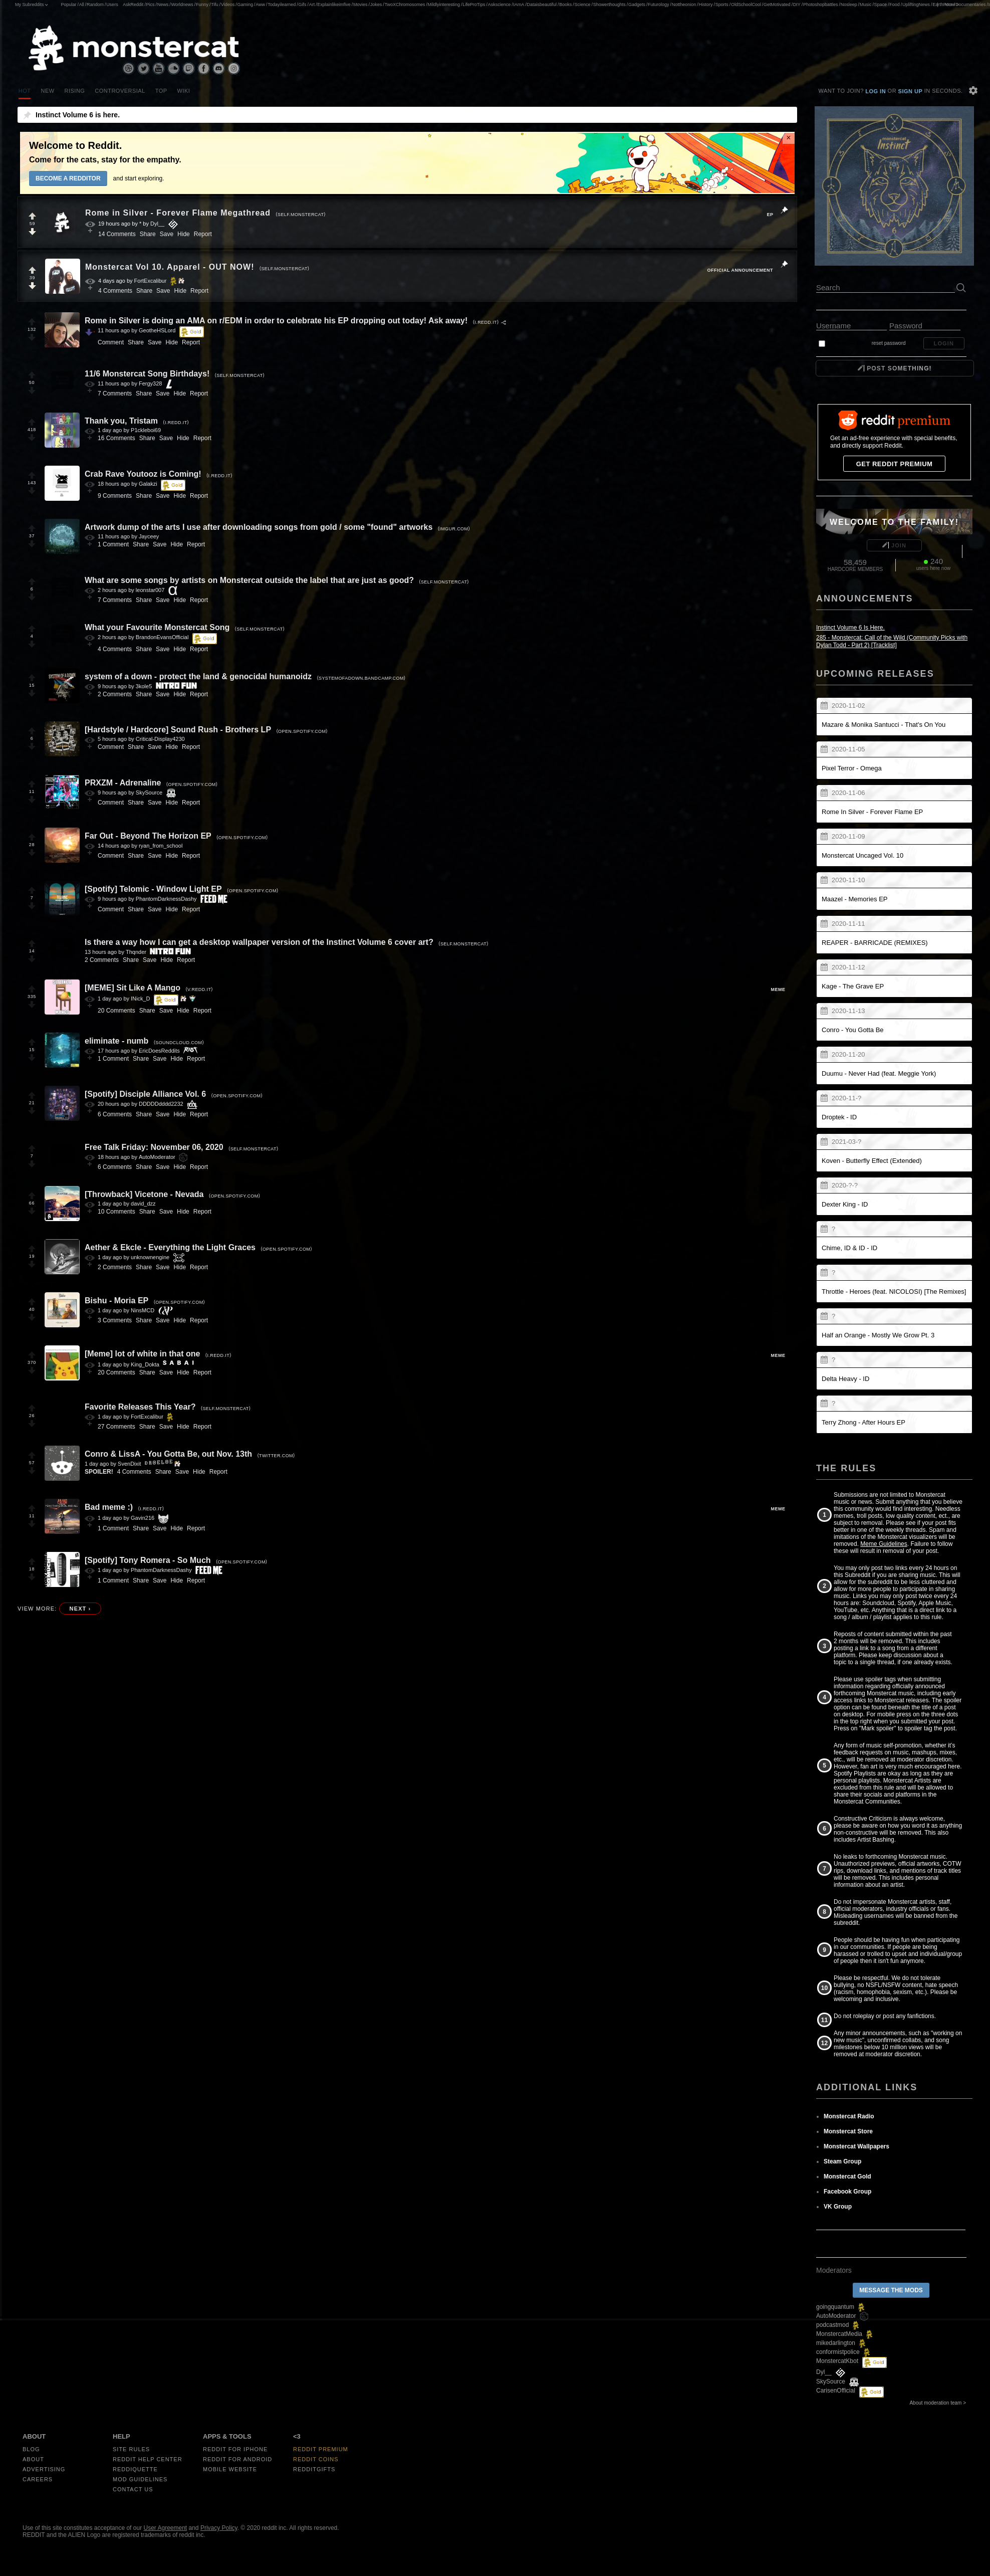 monstercat
HOT NEW RISING CONTROVERSIAL TOP WIKI
WANT TO JOIN? LOG IN OR SIGN UP IN SECONDS.
Instinct Volume 6 is here.
Welcome to Reddit.
Come for the cats, stay for the empathy.
BECOME A REDDITOR and start exploring.
Rome in Silver - Forever Flame Megathread (SELF.MONSTERCAT)
EP
59
19 hours ago by * by Dyl__
14 Comments Share Save Hide Report
Monstercat Vol 10. Apparel - OUT NOW! (SELF.MONSTERCAT)
OFFICIAL ANNOUNCEMENT
39
4 days ago by FortExcalibur
4 Comments Share Save Hide Report
Rome in Silver is doing an AMA on r/EDM in order to celebrate his EP dropping out today! Ask away! (I.REDD.IT)
132
11 hours ago by GeotheHSLord Gold
Comment Share Save Hide Report
11/6 Monstercat Song Birthdays! (SELF.MONSTERCAT)
50
11 hours ago by Fergy328
7 Comments Share Save Hide Report
Thank you, Tristam (I.REDD.IT)
418
1 day ago by P1ckleboi69
16 Comments Share Save Hide Report
Crab Rave Youtooz is Coming! (I.REDD.IT)
143
18 hours ago by Galakzi Gold
9 Comments Share Save Hide Report
Artwork dump of the arts I use after downloading songs from gold / some "found" artworks (IMGUR.COM)
37
11 hours ago by Jayceey
1 Comment Share Save Hide Report
What are some songs by artists on Monstercat outside the label that are just as good? (SELF.MONSTERCAT)
8
2 hours ago by leonstar007
7 Comments Share Save Hide Report
What your Favourite Monstercat Song (SELF.MONSTERCAT)
4
2 hours ago by BrandonEvansOfficial Gold
4 Comments Share Save Hide Report
system of a down - protect the land & genocidal humanoidz (SYSTEMOFADOWN.BANDCAMP.COM)
15
9 hours ago by 3kole5 NITRO FUN
2 Comments Share Save Hide Report
[Hardstyle / Hardcore] Sound Rush - Brothers LP (OPEN.SPOTIFY.COM)
6
5 hours ago by Critical-Display4230
Comment Share Save Hide Report
PRXZM - Adrenaline (OPEN.SPOTIFY.COM)
11
9 hours ago by SkySource
Comment Share Save Hide Report
Far Out - Beyond The Horizon EP (OPEN.SPOTIFY.COM)
28
14 hours ago by ryan_from_school
Comment Share Save Hide Report
[Spotify] Telomic - Window Light EP (OPEN.SPOTIFY.COM)
7
9 hours ago by PhantomDarknessDashy FEED ME
Comment Share Save Hide Report
Is there a way how I can get a desktop wallpaper version of the Instinct Volume 6 cover art? (SELF.MONSTERCAT)
14
13 hours ago by Thqnder NITRO FUN
2 Comments Share Save Hide Report
[MEME] Sit Like A Mango (V.REDD.IT)
MEME
335
1 day ago by INick_D Gold
20 Comments Share Save Hide Report
eliminate - numb (SOUNDCLOUD.COM)
15
17 hours ago by EricDoesReddits
1 Comment Share Save Hide Report
[Spotify] Disciple Alliance Vol. 6 (OPEN.SPOTIFY.COM)
21
20 hours ago by DDDDDdddd2232
6 Comments Share Save Hide Report
Free Talk Friday: November 06, 2020 (SELF.MONSTERCAT)
7
18 hours ago by AutoModerator
6 Comments Share Save Hide Report
[Throwback] Vicetone - Nevada (OPEN.SPOTIFY.COM)
1 day ago by david_dzz
10 Comments Share Save Hide Report
Aether & Ekcle - Everything the Light Graces (OPEN.SPOTIFY.COM)
19
1 day ago by unknownengine
2 Comments Share Save Hide Report
Bishu - Moria EP (OPEN.SPOTIFY.COM)
40
1 day ago by NinsMCD
3 Comments Share Save Hide Report
[Meme] lot of white in that one (I.REDD.IT)
MEME
370
1 day ago by King_Dokta SABAI
20 Comments Share Save Hide Report
Favorite Releases This Year? (SELF.MONSTERCAT)
26
1 day ago by FortExcalibur
27 Comments Share Save Hide Report
Conro & LissA - You Gotta Be, out Nov. 13th (TWITTER.COM)
57
1 day ago by SvenDixit
SPOILER! 4 Comments Share Save Hide Report
Bad meme :) (I.REDD.IT)
MEME
11
1 day ago by Gavin216
1 Comment Share Save Hide Report
[Spotify] Tony Romera - So Much (OPEN.SPOTIFY.COM)
18
1 day ago by PhantomDarknessDashy FEED ME
1 Comment Share Save Hide Report
VIEW MORE: NEXT ›
monstercat
Instinct
Search
Username Password
reset password LOGIN
POST SOMETHING!
reddit premium
Get an ad-free experience with special benefits, and directly support Reddit.
GET REDDIT PREMIUM
WELCOME TO THE FAMILY!
JOIN
58,459
HARDCORE MEMBERS
240
users here now
ANNOUNCEMENTS
Instinct Volume 6 Is Here.
285 - Monstercat: Call of the Wild (Community Picks with
Dylan Todd - Part 2) [Tracklist]
UPCOMING RELEASES
2020-11-02
Mazare & Monika Santucci - That's On You
2020-11-05
Pixel Terror - Omega
2020-11-06
Rome In Silver - Forever Flame EP
2020-11-09
Monstercat Uncaged Vol. 10
2020-11-10
Maazel - Memories EP
2020-11-11
REAPER - BARRICADE (REMIXES)
2020-11-12
Kage - The Grave EP
2020-11-13
Conro - You Gotta Be
2020-11-20
Duumu - Never Had (feat. Meggie York)
2020-11-?
Droptek - ID
2021-03-?
Koven - Butterfly Effect (Extended)
2020-?-?
Dexter King - ID
?
Chime, ID & ID - ID
?
Throttle - Heroes (feat. NICOLOSI) [The Remixes]
?
Half an Orange - Mostly We Grow Pt. 3
?
Delta Heavy - ID
?
Terry Zhong - After Hours EP
THE RULES
1
Submissions are not limited to Monstercat
music or news. Submit anything that you believe
this community would find interesting. Needless
memes, troll posts, low quality content, ect., are
subject to removal. Please see if your post fits
better in one of the weekly threads. Spam and
imitations of the Monstercat visualizers will be
removed. Meme Guidelines. Failure to follow
these will result in removal of your post.
2
You may only post two links every 24 hours on
this Subreddit if you are sharing music. This will
allow for the subreddit to be less cluttered and
allow for more people to participate in sharing
music. Links you may only post twice every 24
hours are: Soundcloud, Spotify, Apple Music,
YouTube, etc. Anything that is a direct link to a
song / album / playlist applies to this rule.
3
Reposts of content submitted within the past
2 months will be removed. This includes
posting a link to a song from a different
platform. Please keep discussion about a
topic to a single thread, if one already exists.
4
Please use spoiler tags when submitting
information regarding officially announced
forthcoming Monstercat music, including early
access links to Monstercat releases. The spoiler
option can be found beneath the title of a post
on desktop. For mobile press on the three dots
in the top right when you submitted your post.
Press on "Mark spoiler" to spoiler tag the post.
5
Any form of music self-promotion, whether it's
feedback requests on music, mashups, mixes,
etc., will be removed at moderator discretion.
However, fan art is very much encouraged here.
Spotify Playlists are okay as long as they are
personal playlists. Monstercat Artists are
excluded from this rule and will be allowed to
share their socials and platforms in the
Monstercat Communities.
6
Constructive Criticism is always welcome,
please be aware on how you word it as anything
non-constructive will be removed. This also
includes Artist Bashing.
7
No leaks to forthcoming Monstercat music.
Unauthorized previews, official artworks, COTW
rips, download links, and mentions of track titles
will be removed. This includes personal
information about an artist.
8
Do not impersonate Monstercat artists, staff,
official moderators, industry officials or fans.
Misleading usernames will be banned from the
subreddit.
9
People should be having fun when participating
in our communities. If people are being
harassed or trolled to upset and individual/group
of people then it isn't fun anymore.
10
Please be respectful. We do not tolerate
bullying, no NSFL/NSFW content, hate speech
(racism, homophobia, sexism, etc.). Please be
welcoming and inclusive.
11
Do not roleplay or post any fanfictions.
12
Any minor announcements, such as "working on
new music", unconfirmed collabs, and song
milestones below 10 million views will be
removed at moderator discretion.
ADDITIONAL LINKS
Monstercat Radio
Monstercat Store
Monstercat Wallpapers
Steam Group
Monstercat Gold
Facebook Group
VK Group
Moderators
MESSAGE THE MODS
goingquantum
AutoModerator
podcastmod
MonstercatMedia
mikedarlington
conformistpolice
MonstercatKbot Gold
Dyl__
SkySource
CarisenOfficial Gold
About moderation team >
ABOUT
BLOG
ABOUT
ADVERTISING
CAREERS
HELP
SITE RULES
REDDIT HELP CENTER
REDDIQUETTE
MOD GUIDELINES
CONTACT US
APPS & TOOLS
REDDIT FOR IPHONE
REDDIT FOR ANDROID
MOBILE WEBSITE
<3
REDDIT PREMIUM
REDDIT COINS
REDDITGIFTS
Use of this site constitutes acceptance of our User Agreement and Privacy Policy. © 2020 reddit inc. All rights reserved.
REDDIT and the ALIEN Logo are registered trademarks of reddit inc.